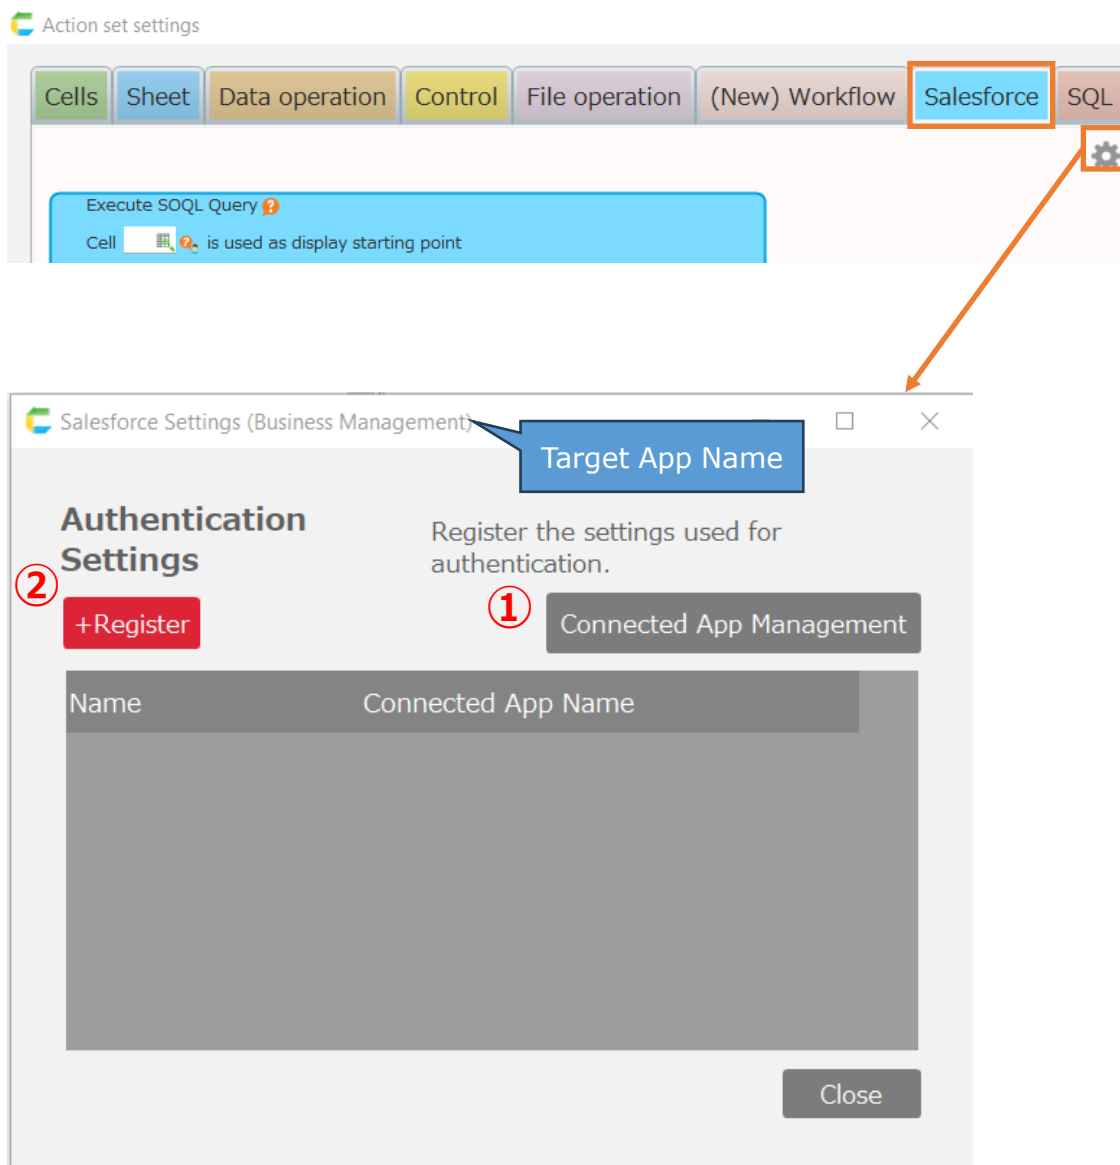 Action set settings
Cells Sheet Data operation Control File operation (New) Workflow Salesforce SQL
Execute SOQL Query ?
Cell ? is used as display starting point
Salesforce Settings (Business Management)
Target App Name
Authentication
Settings
Register the settings used for
authentication.
②
+Register
①
Connected App Management
Name Connected App Name
Close